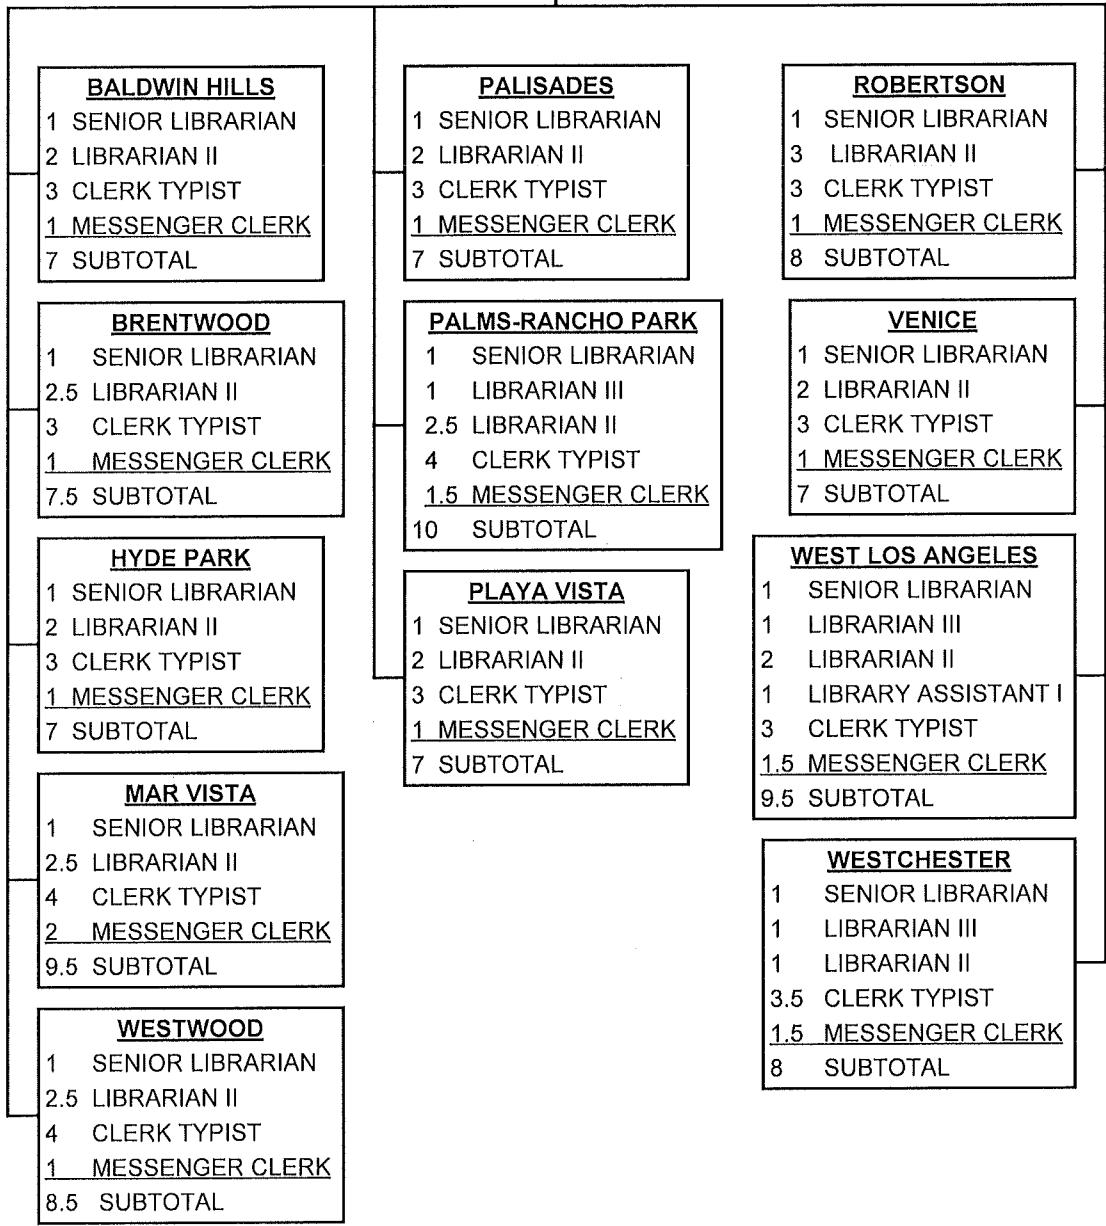 BALDWIN HILLS
1 SENIOR LIBRARIAN
2 LIBRARIAN II
3 CLERK TYPIST
1 MESSENGER CLERK
7 SUBTOTAL
BRENTWOOD
1 SENIOR LIBRARIAN
2.5 LIBRARIAN II
3 CLERK TYPIST
1 MESSENGER CLERK
7.5 SUBTOTAL
HYDE PARK
1 SENIOR LIBRARIAN
2 LIBRARIAN II
3 CLERK TYPIST
1 MESSENGER CLERK
7 SUBTOTAL
MAR VISTA
1 SENIOR LIBRARIAN
2.5 LIBRARIAN II
4 CLERK TYPIST
2 MESSENGER CLERK
9.5 SUBTOTAL
WESTWOOD
1 SENIOR LIBRARIAN
2.5 LIBRARIAN II
4 CLERK TYPIST
1 MESSENGER CLERK
8.5 SUBTOTAL
PALISADES
1 SENIOR LIBRARIAN
2 LIBRARIAN II
3 CLERK TYPIST
1 MESSENGER CLERK
7 SUBTOTAL
PALMS-RANCHO PARK
1 SENIOR LIBRARIAN
1 LIBRARIAN III
2.5 LIBRARIAN II
4 CLERK TYPIST
1.5 MESSENGER CLERK
10 SUBTOTAL
PLAYA VISTA
1 SENIOR LIBRARIAN
2 LIBRARIAN II
3 CLERK TYPIST
1 MESSENGER CLERK
7 SUBTOTAL
ROBERTSON
1 SENIOR LIBRARIAN
3 LIBRARIAN II
3 CLERK TYPIST
1 MESSENGER CLERK
8 SUBTOTAL
VENICE
1 SENIOR LIBRARIAN
2 LIBRARIAN II
3 CLERK TYPIST
1 MESSENGER CLERK
7 SUBTOTAL
WEST LOS ANGELES
1 SENIOR LIBRARIAN
1 LIBRARIAN III
2 LIBRARIAN II
1 LIBRARY ASSISTANT I
3 CLERK TYPIST
1.5 MESSENGER CLERK
9.5 SUBTOTAL
WESTCHESTER
1 SENIOR LIBRARIAN
1 LIBRARIAN III
1 LIBRARIAN II
3.5 CLERK TYPIST
1.5 MESSENGER CLERK
8 SUBTOTAL